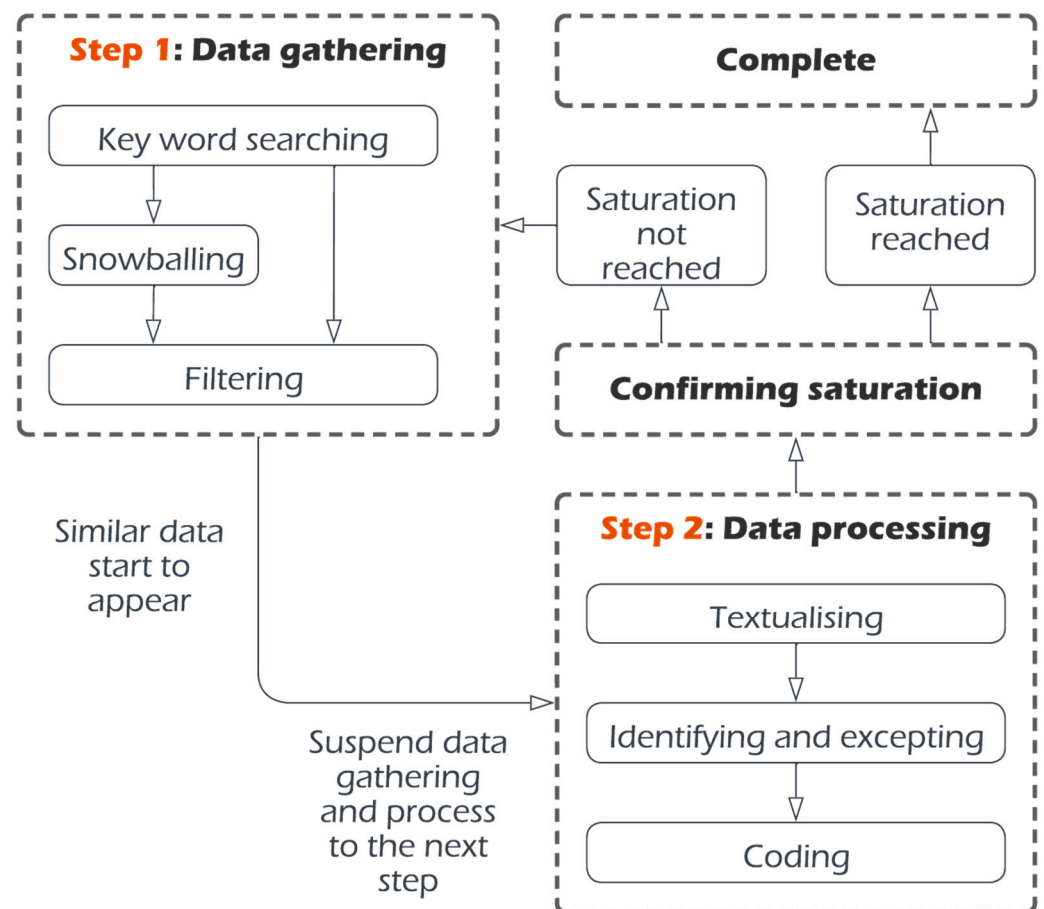 Step 1: Data gathering
Key word searching
Snowballing
Filtering
Similar data
start to
appear
Suspend data
gathering
and process
to the next
step
Complete
Saturation
not
reached
Saturation
reached
Confirming saturation
Step 2: Data processing
Textualising
Identifying and excepting
Coding